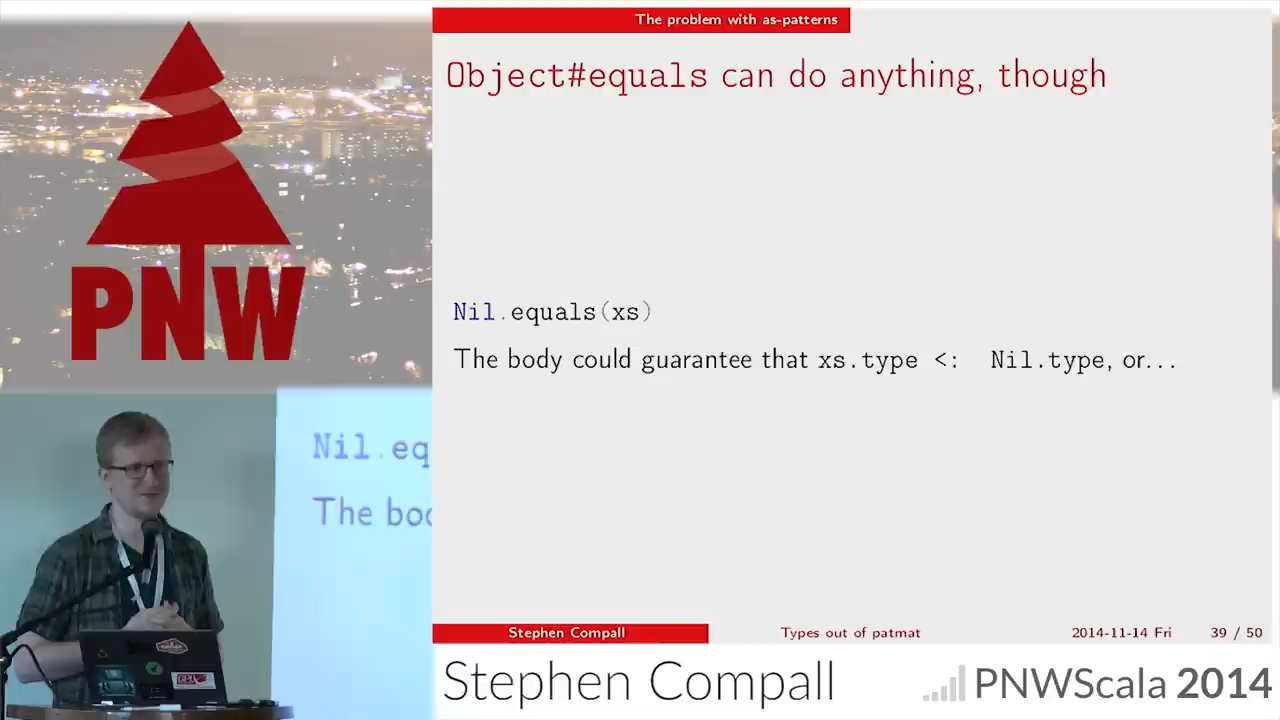 The problem with as-patterns
Object#equals can do anything, though
PNW
Nil.equals(xs)
The body could guarantee that xs.type <: Nil.type, or...
Nil.eq
The boc
Stephen Compall
Types out of patmat
2014-11-14 Fri
39 / 50
Stephen Compall
PNWScala 2014